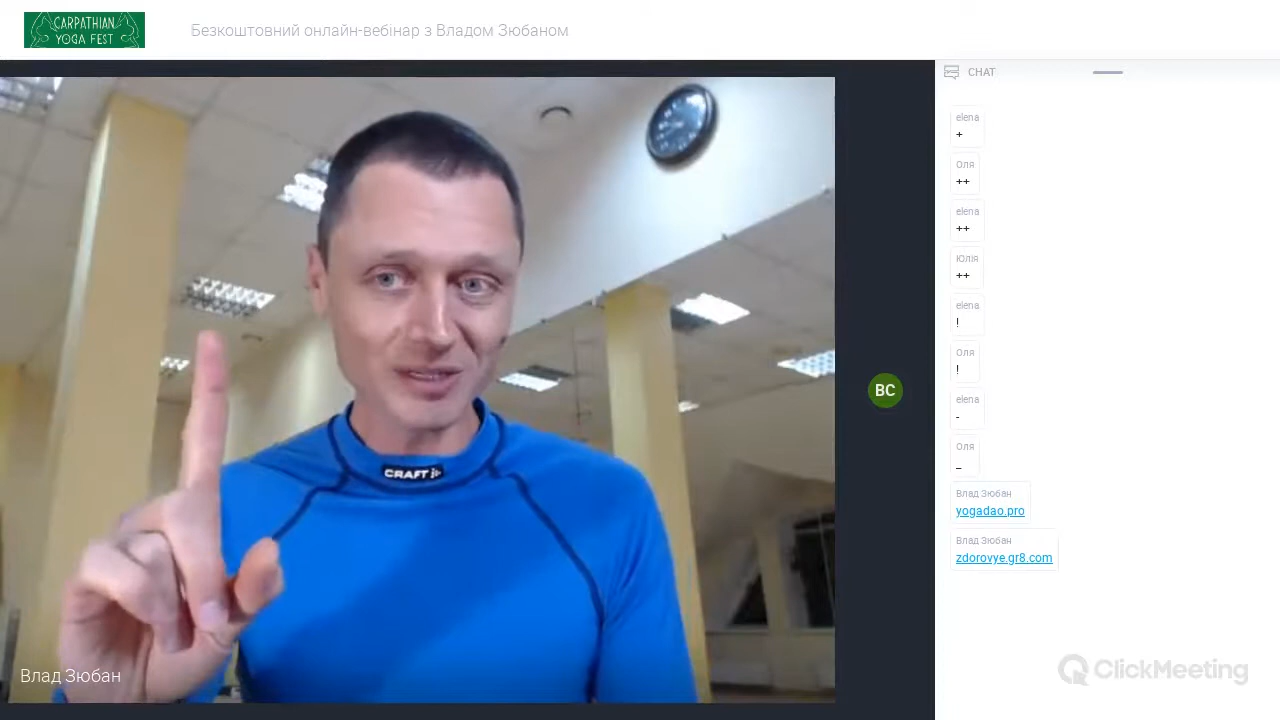 CARPATHIAN
YOGA FEST
Безкоштовний онлайн-вебінар з Владом Зюбаном
CHAT
elena
+
Оля
++
elena
++
Юлія
++
elena
!
Оля
!
elena
-
Оля
_
Влад Зюбан
yogadao.pro
Влад Зюбан
zdorovye.gr8.com
CRAFT
ВС
Влад Зюбан
ClickMeeting